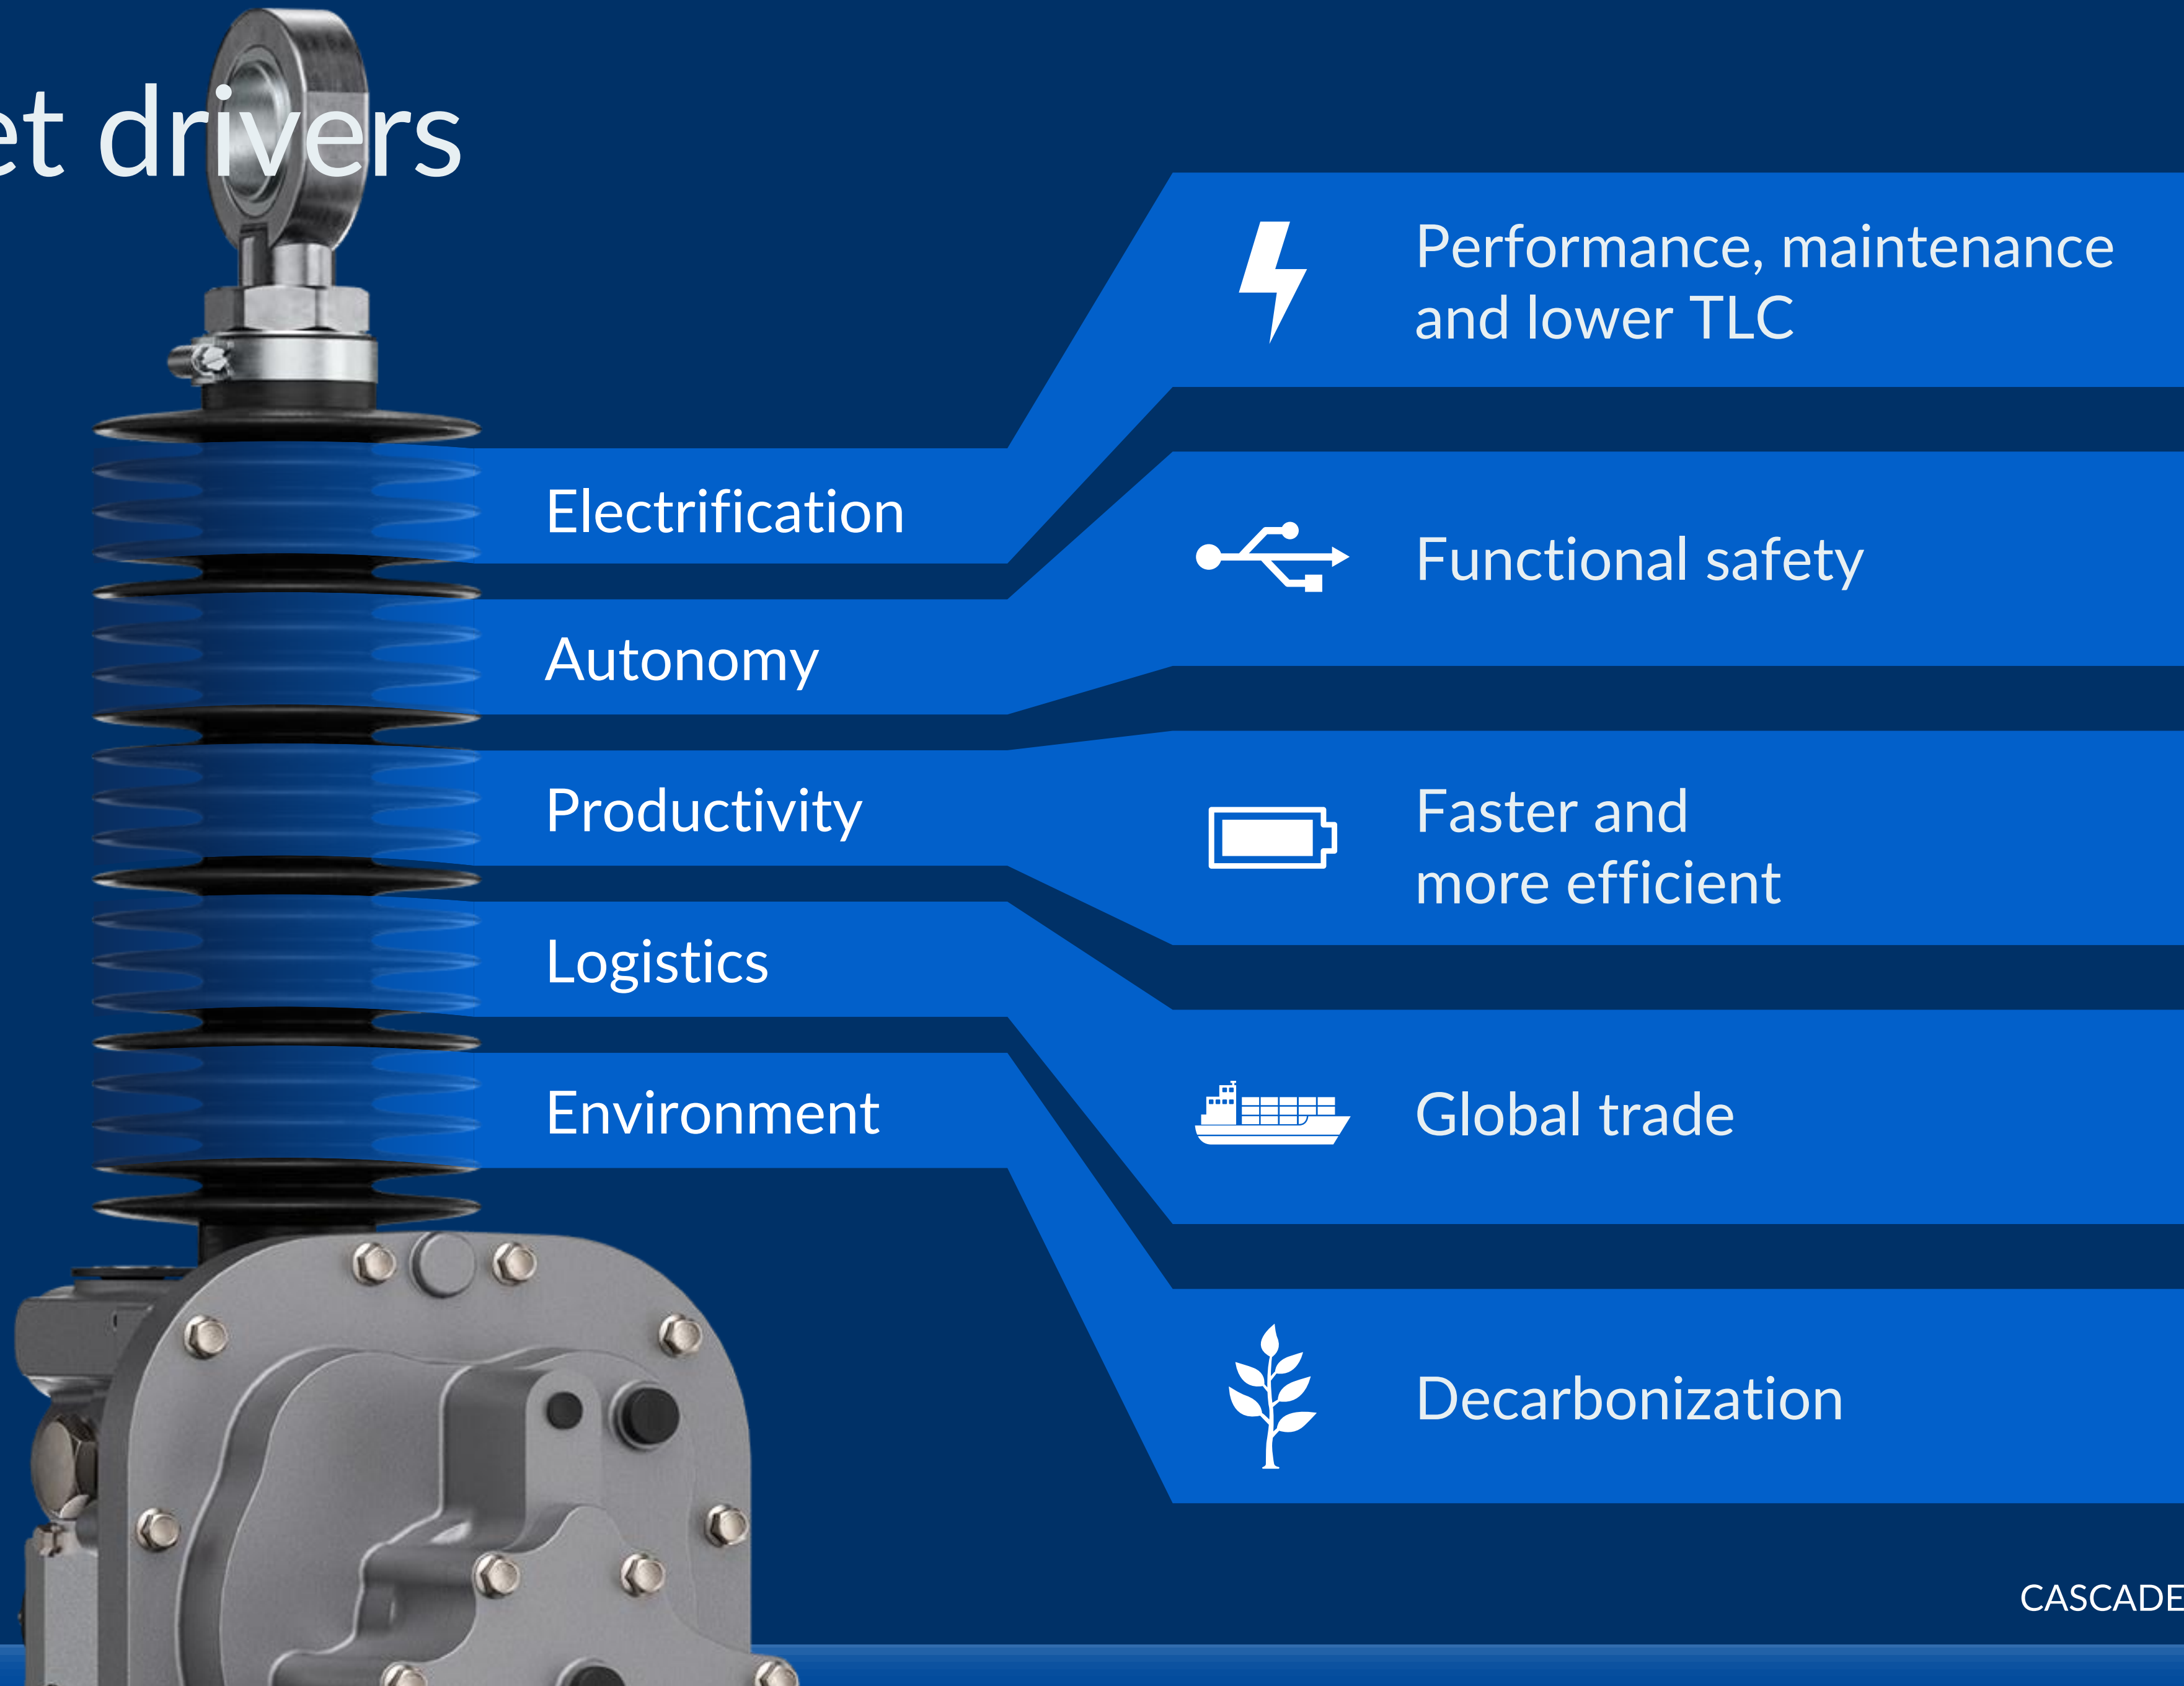 et drivers
Performance, maintenance
and lower TLC
Electrification
Functional safety
Autonomy
Productivity
Faster and
more efficient
Logistics
Global trade
Environment
Decarbonization
CASCADE